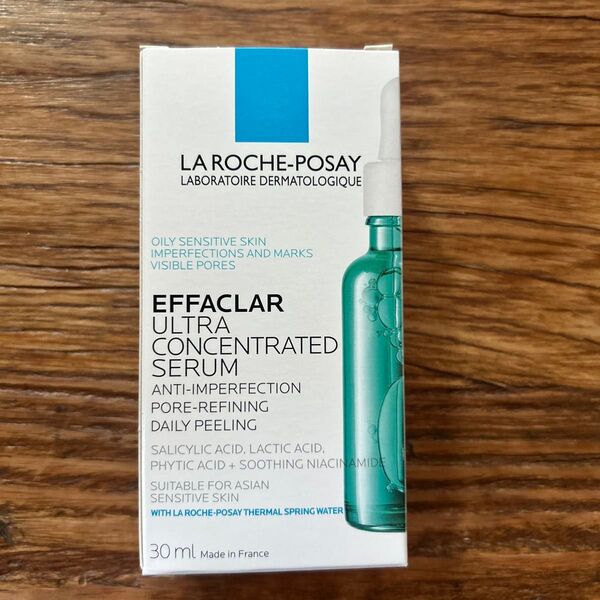 LA ROCHE-POSAY
LABORATOIRE DERMATOLOGIQUE
OILY SENSITIVE SKIN
IMPERFECTIONS AND MARKS
VISIBLE PORES
EFFACLAR
ULTRA
CONCENTRATED
SERUM
ANTI-IMPERFECTION
PORE-REFINING
DAILY PEELING
SALICYLIC ACID, LACTIC ACID,
PHYTIC ACID + SOOTHING NIACINAMIDE
SUITABLE FOR ASIAN
SENSITIVE SKIN
WITH LA ROCHE-POSAY THERMAL SPRING WATER
30 ml Made in France